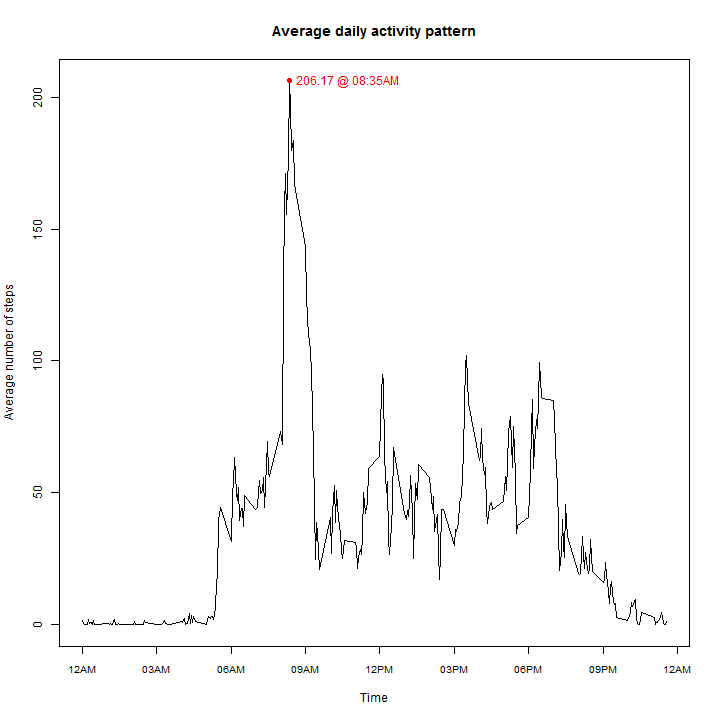 Average daily activity pattern
206.17 @ 08:35AM
Average number of steps
200
150
100
50
0
12AM 03AM 06AM 09AM 12PM 03PM 06PM 09PM 12AM
Time